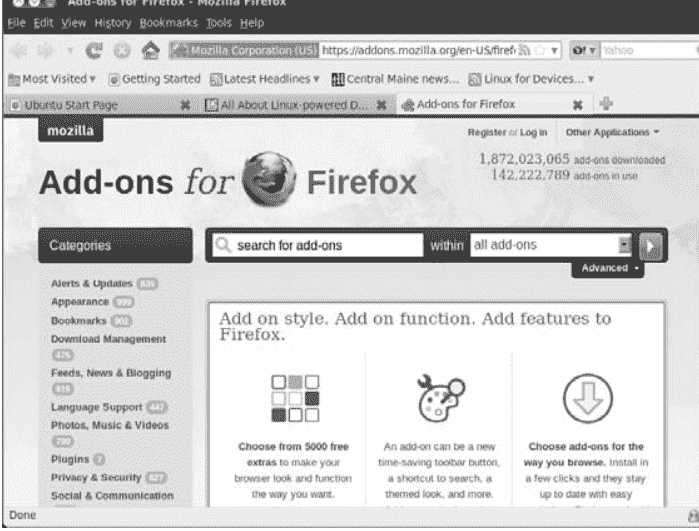 Add-ons for Firefox - Mozilla Firefox
File Edit View History Bookmarks Tools Help
Mozilla Corporation (US) https://addons.mozilla.org/en-US/firef Yahoo
Most Visited Getting Started Latest Headlines Central Maine news... Linux for Devices...
Ubuntu Start Page All About Linux-powered D... Add-ons for Firefox
mozilla
Register or Log in Other Applications
1,872,023,065 add-ons downloaded
142,222,789 add-ons in use
Add-ons for Firefox
Categories
search for add-ons within all add-ons
Advanced
Alerts & Updates
Appearance
Bookmarks
Download Management
475
Feeds, News & Blogging
Language Support 447
Photos, Music & Videos
Plugins 7
Privacy & Security
Social & Communication
Add on style. Add on function. Add features to
Firefox.
Choose from 5000 free
extras to make your
browser look and function
the way you want.
An add-on can be a new
time-saving toolbar button,
a shortcut to search, a
themed look, and more.
Choose add-ons for the
way you browse. Install in
a few clicks and they stay
up to date with easy
Done